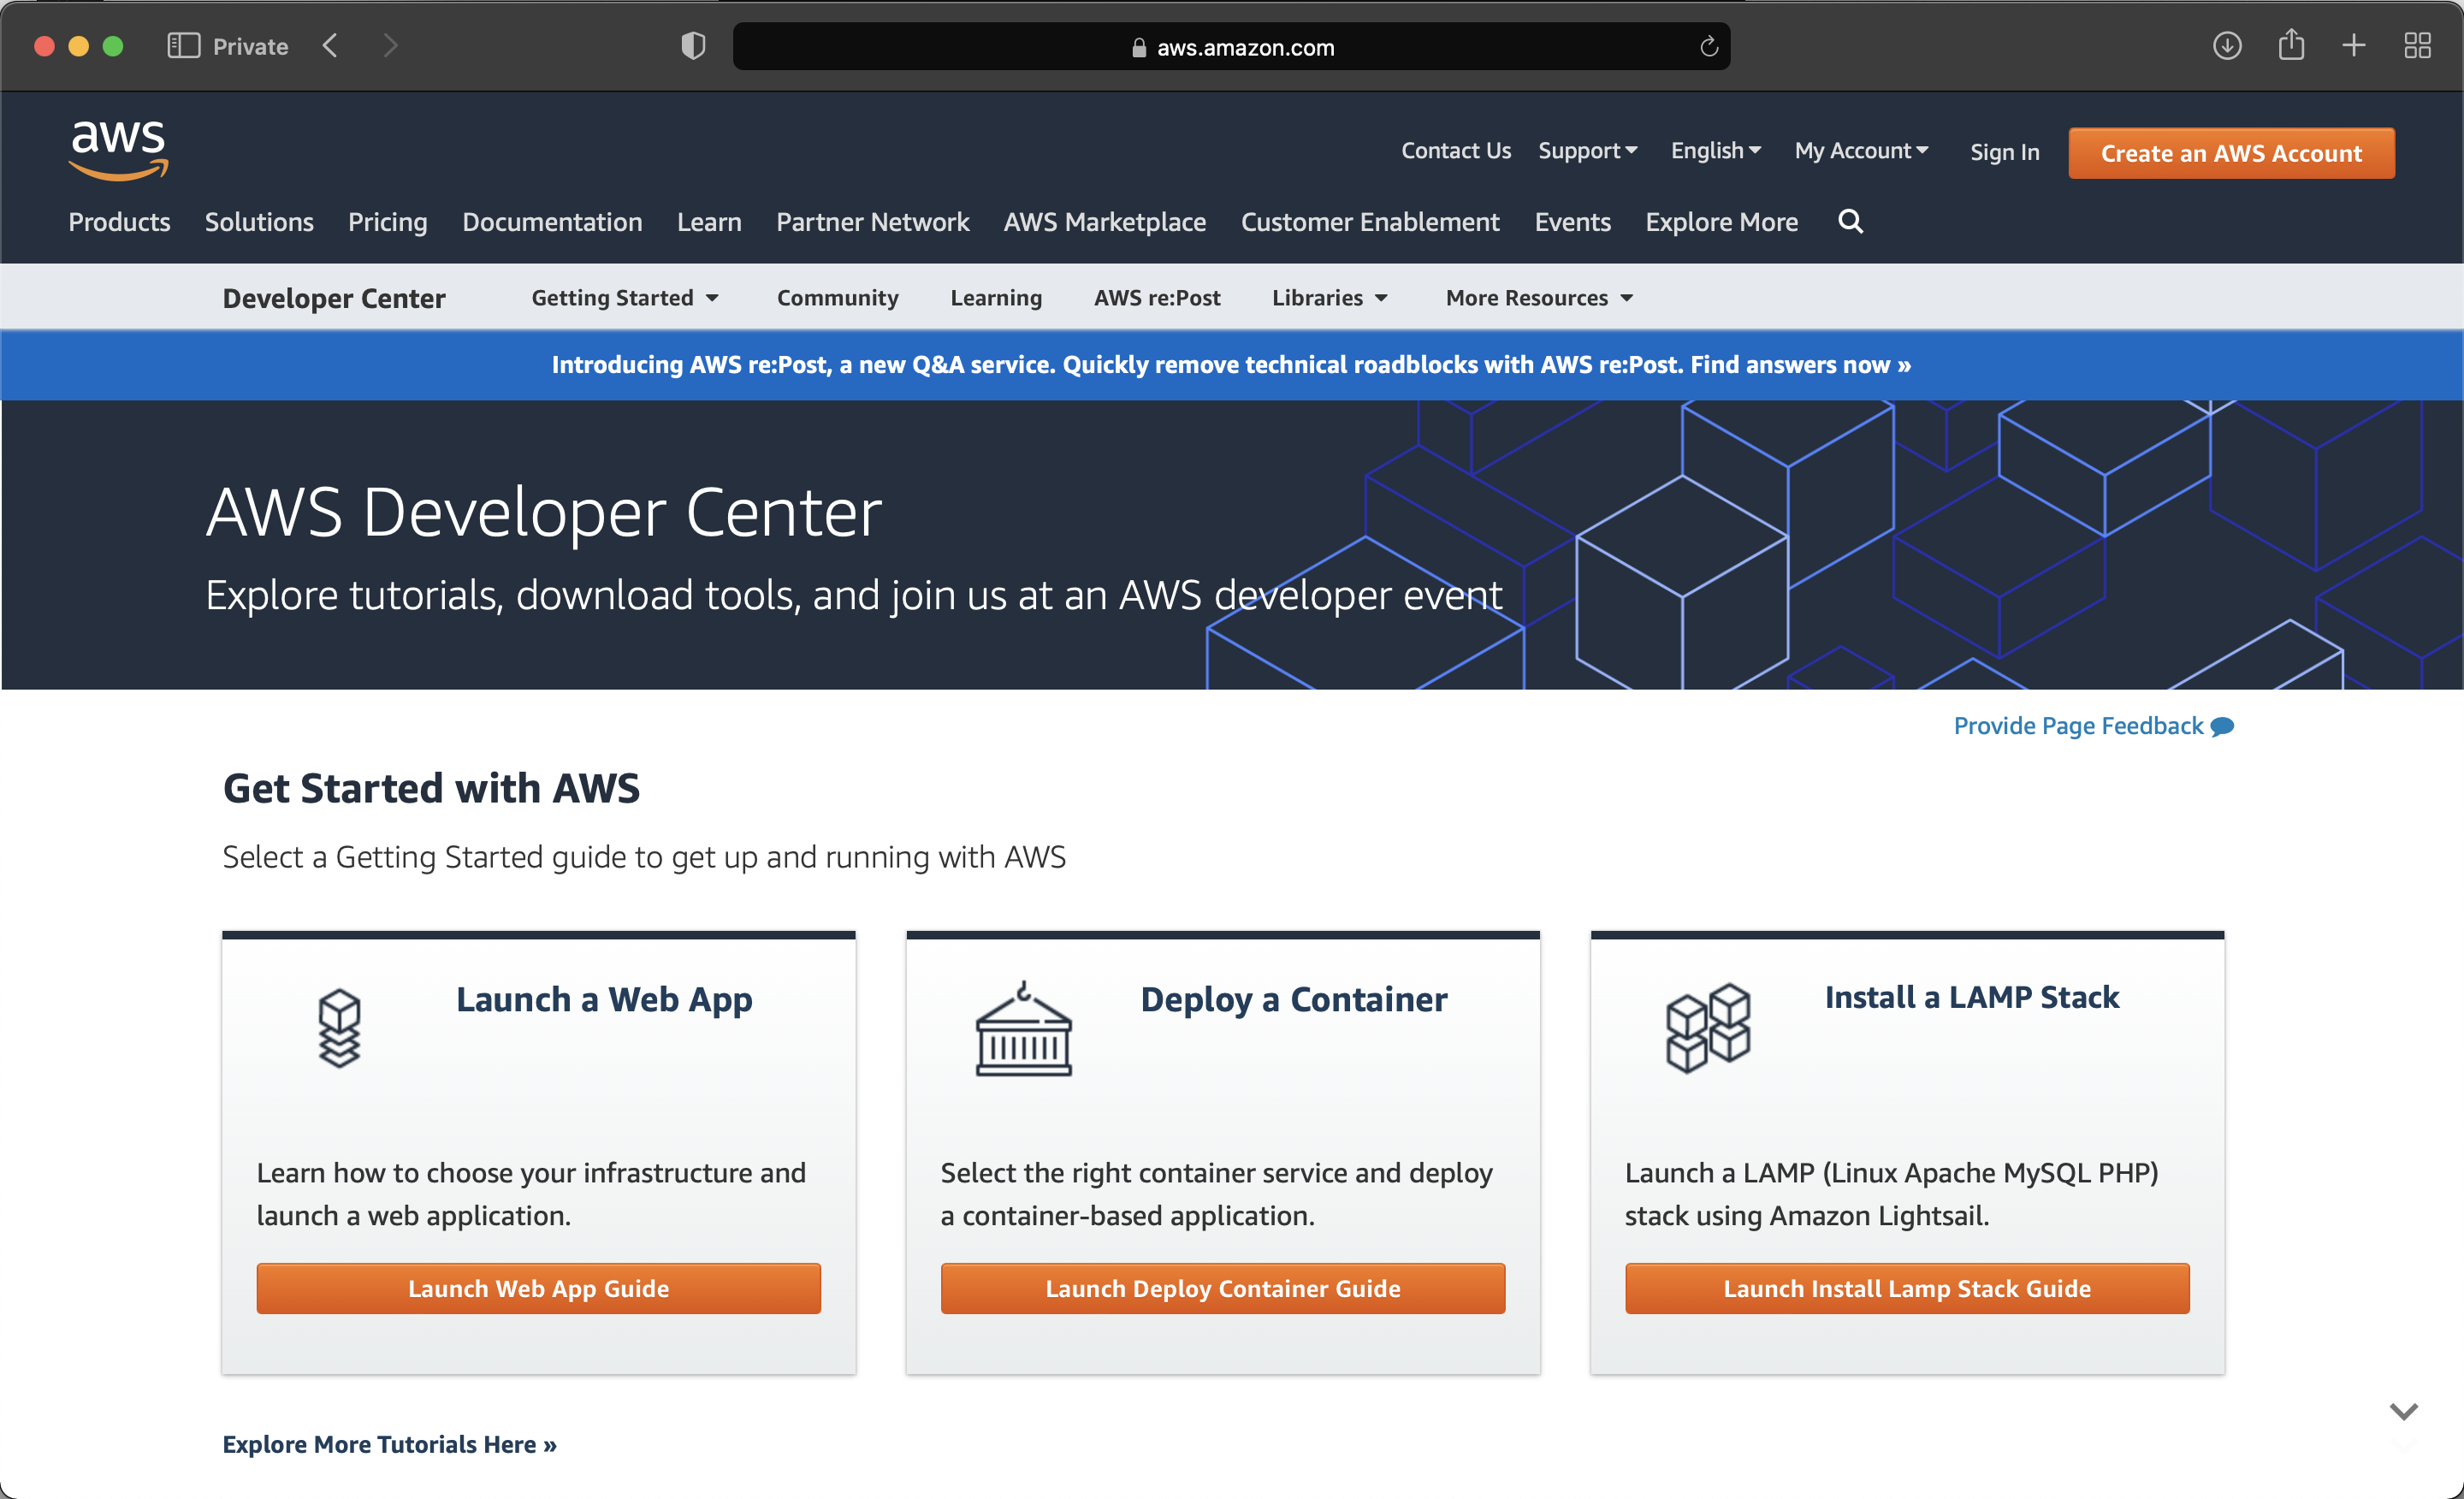 Private
aws.amazon.com
aws
Contact Us Support English My Account Sign In Create an AWS Account
Products Solutions Pricing Documentation Learn Partner Network AWS Marketplace Customer Enablement Events Explore More
Developer Center Getting Started Community Learning AWS re:Post Libraries More Resources
Introducing AWS re:Post, a new Q&A service. Quickly remove technical roadblocks with AWS re:Post. Find answers now »
AWS Developer Center
Explore tutorials, download tools, and join us at an AWS developer event
Provide Page Feedback
Get Started with AWS
Select a Getting Started guide to get up and running with AWS
Launch a Web App
Learn how to choose your infrastructure and
launch a web application.
Launch Web App Guide
Deploy a Container
Select the right container service and deploy
a container-based application.
Launch Deploy Container Guide
Install a LAMP Stack
Launch a LAMP (Linux Apache MySQL PHP)
stack using Amazon Lightsail.
Launch Install Lamp Stack Guide
Explore More Tutorials Here »